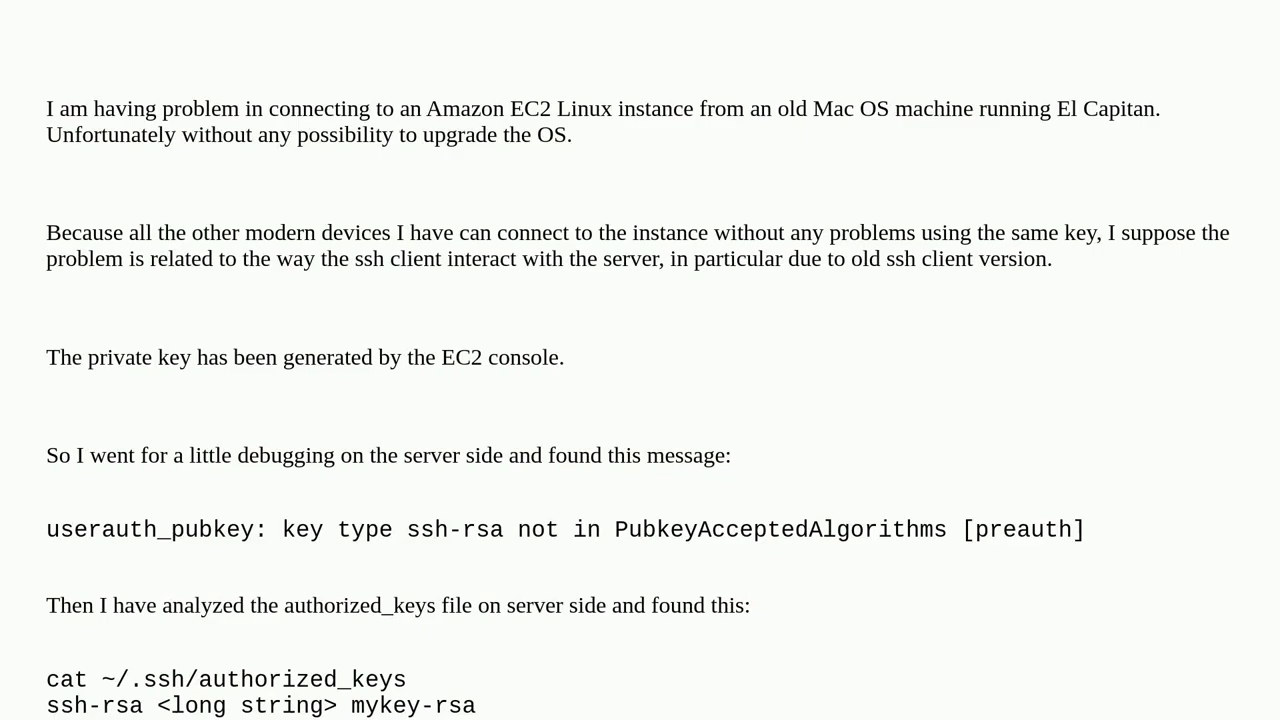 I am having problem in connecting to an Amazon EC2 Linux instance from an old Mac OS machine running El Capitan.
Unfortunately without any possibility to upgrade the OS.
Because all the other modern devices I have can connect to the instance without any problems using the same key, I suppose the
problem is related to the way the ssh client interact with the server, in particular due to old ssh client version.
The private key has been generated by the EC2 console.
So I went for a little debugging on the server side and found this message:
userauth_pubkey: key type ssh-rsa not in PubkeyAcceptedAlgorithms [preauth]
Then I have analyzed the authorized_keys file on server side and found this:
cat ~/.ssh/authorized_keys
ssh-rsa <long string> mykey-rsa